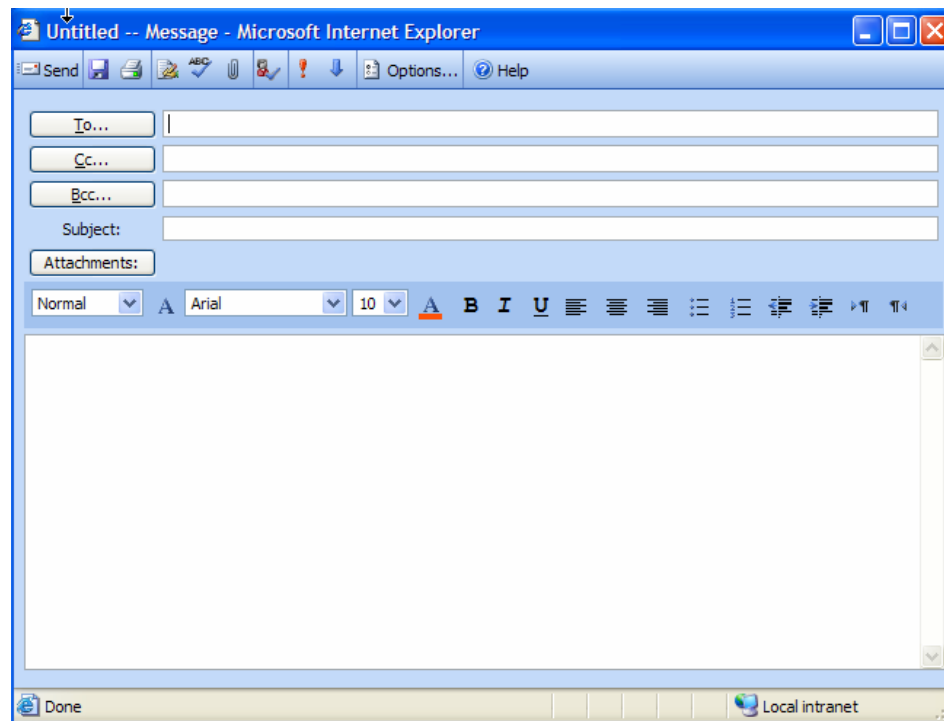 Untitled -- Message - Microsoft Internet Explorer
Send ABC Options... Help
To...
Cc...
Bcc...
Subject:
Attachments:
Normal A Arial 10 A B I U
Done Local intranet